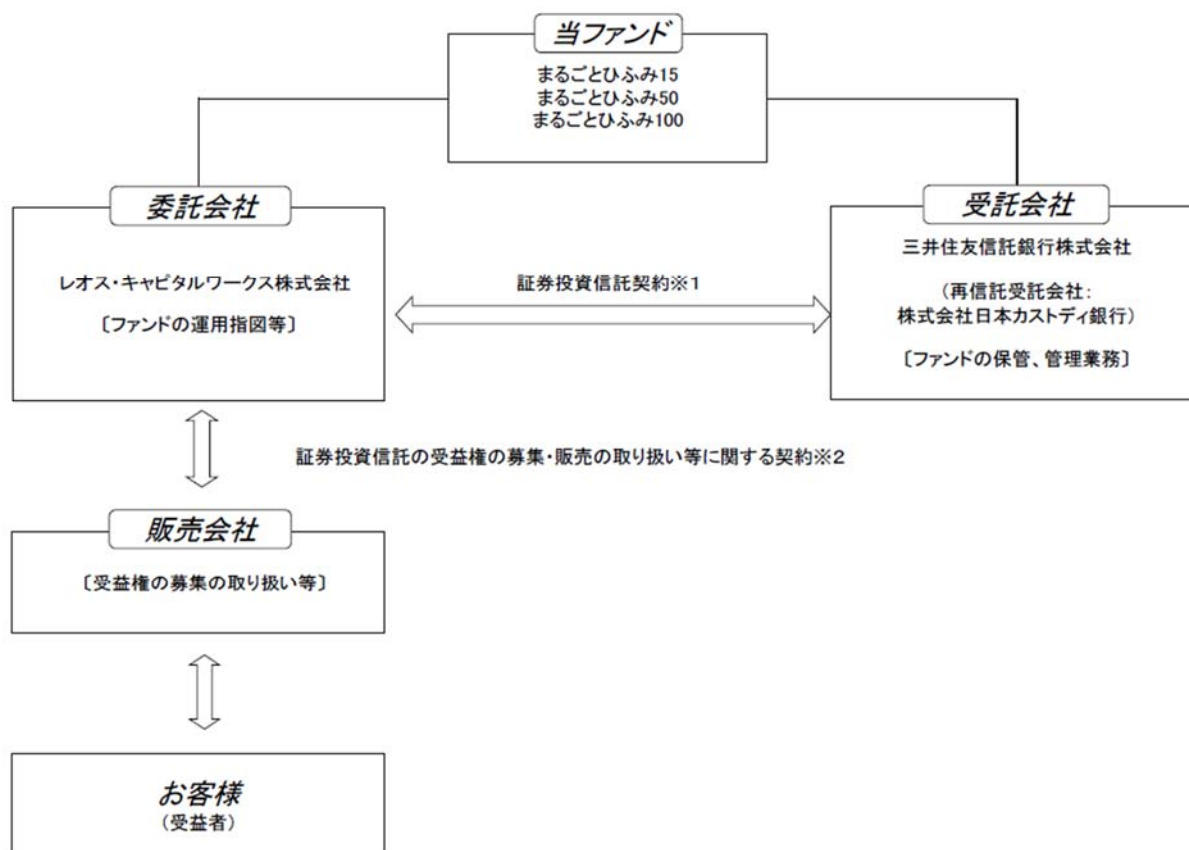 当ファンド
まるごとひふみ15
まるごとひふみ50
まるごとひふみ100
委託会社
レオス・キャピタルワークス株式会社
〔ファンドの運用指図等〕
証券投資信託契約※1
受託会社
三井住友信託銀行株式会社
(再信託受託会社:
株式会社日本カストディ銀行)
〔ファンドの保管、管理業務〕
証券投資信託の受益権の募集・販売の取り扱い等に関する契約※2
販売会社
〔受益権の募集の取り扱い等〕
お客様
(受益者)